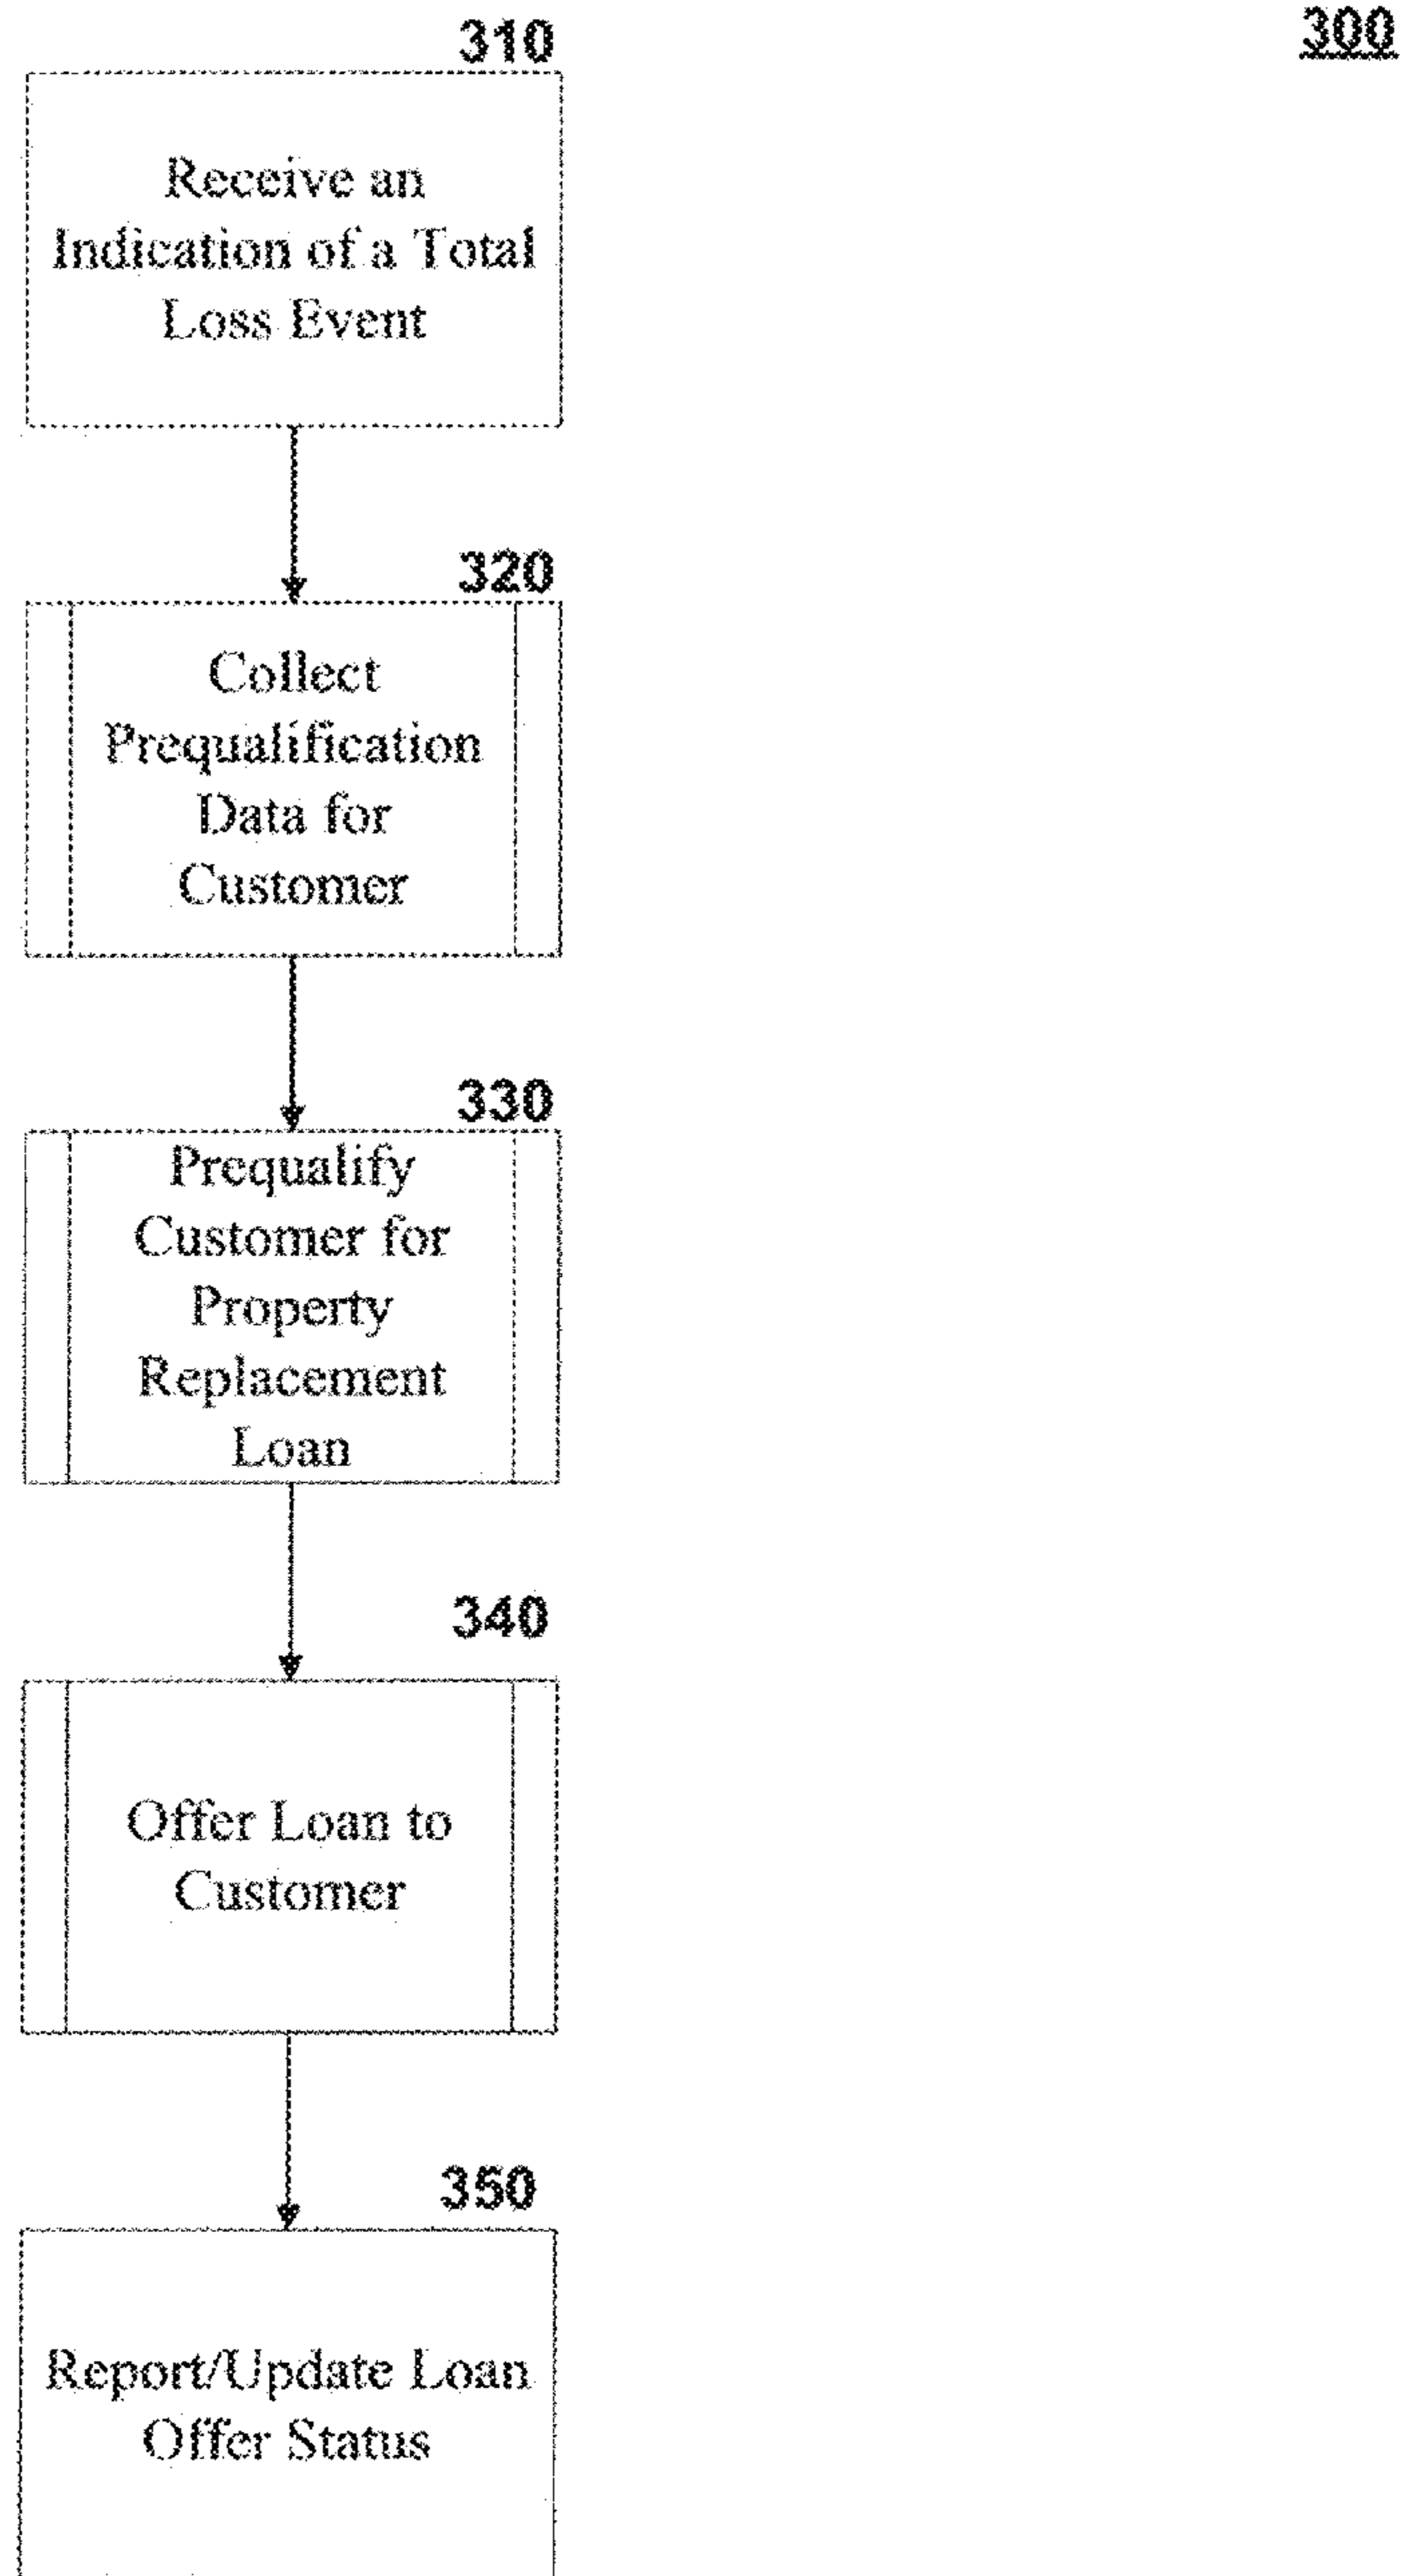 310
300
Receive an
Indication of a Total
Loss Event
320
Collect
Prequalification
Data for
Customer
330
Prequalify
Customer for
Property
Replacement
Loan
340
Offer Loan to
Customer
350
Report/Update Loan
Offer Status